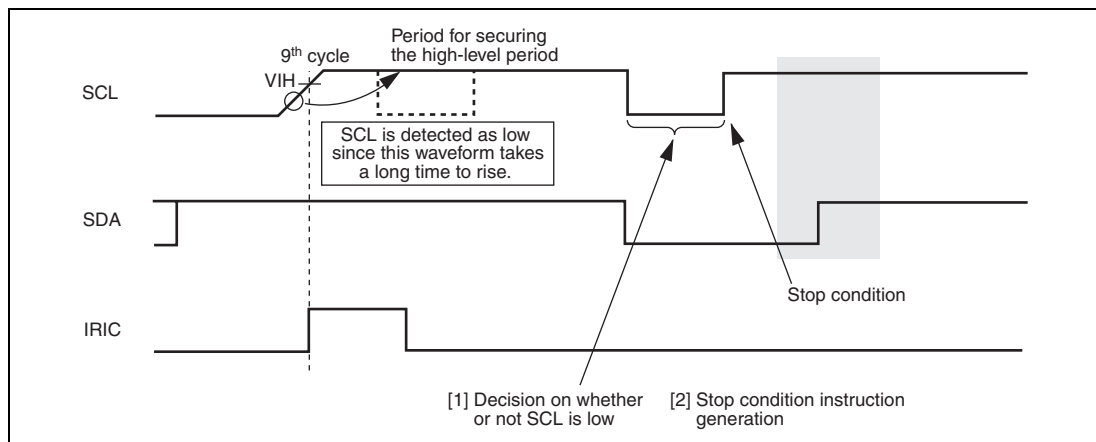 Period for securing
the high-level period
9th cycle
VIH
SCL
SCL is detected as low
since this waveform takes
a long time to rise.
SDA
Stop condition
IRIC
[1] Decision on whether
or not SCL is low
[2] Stop condition instruction
generation